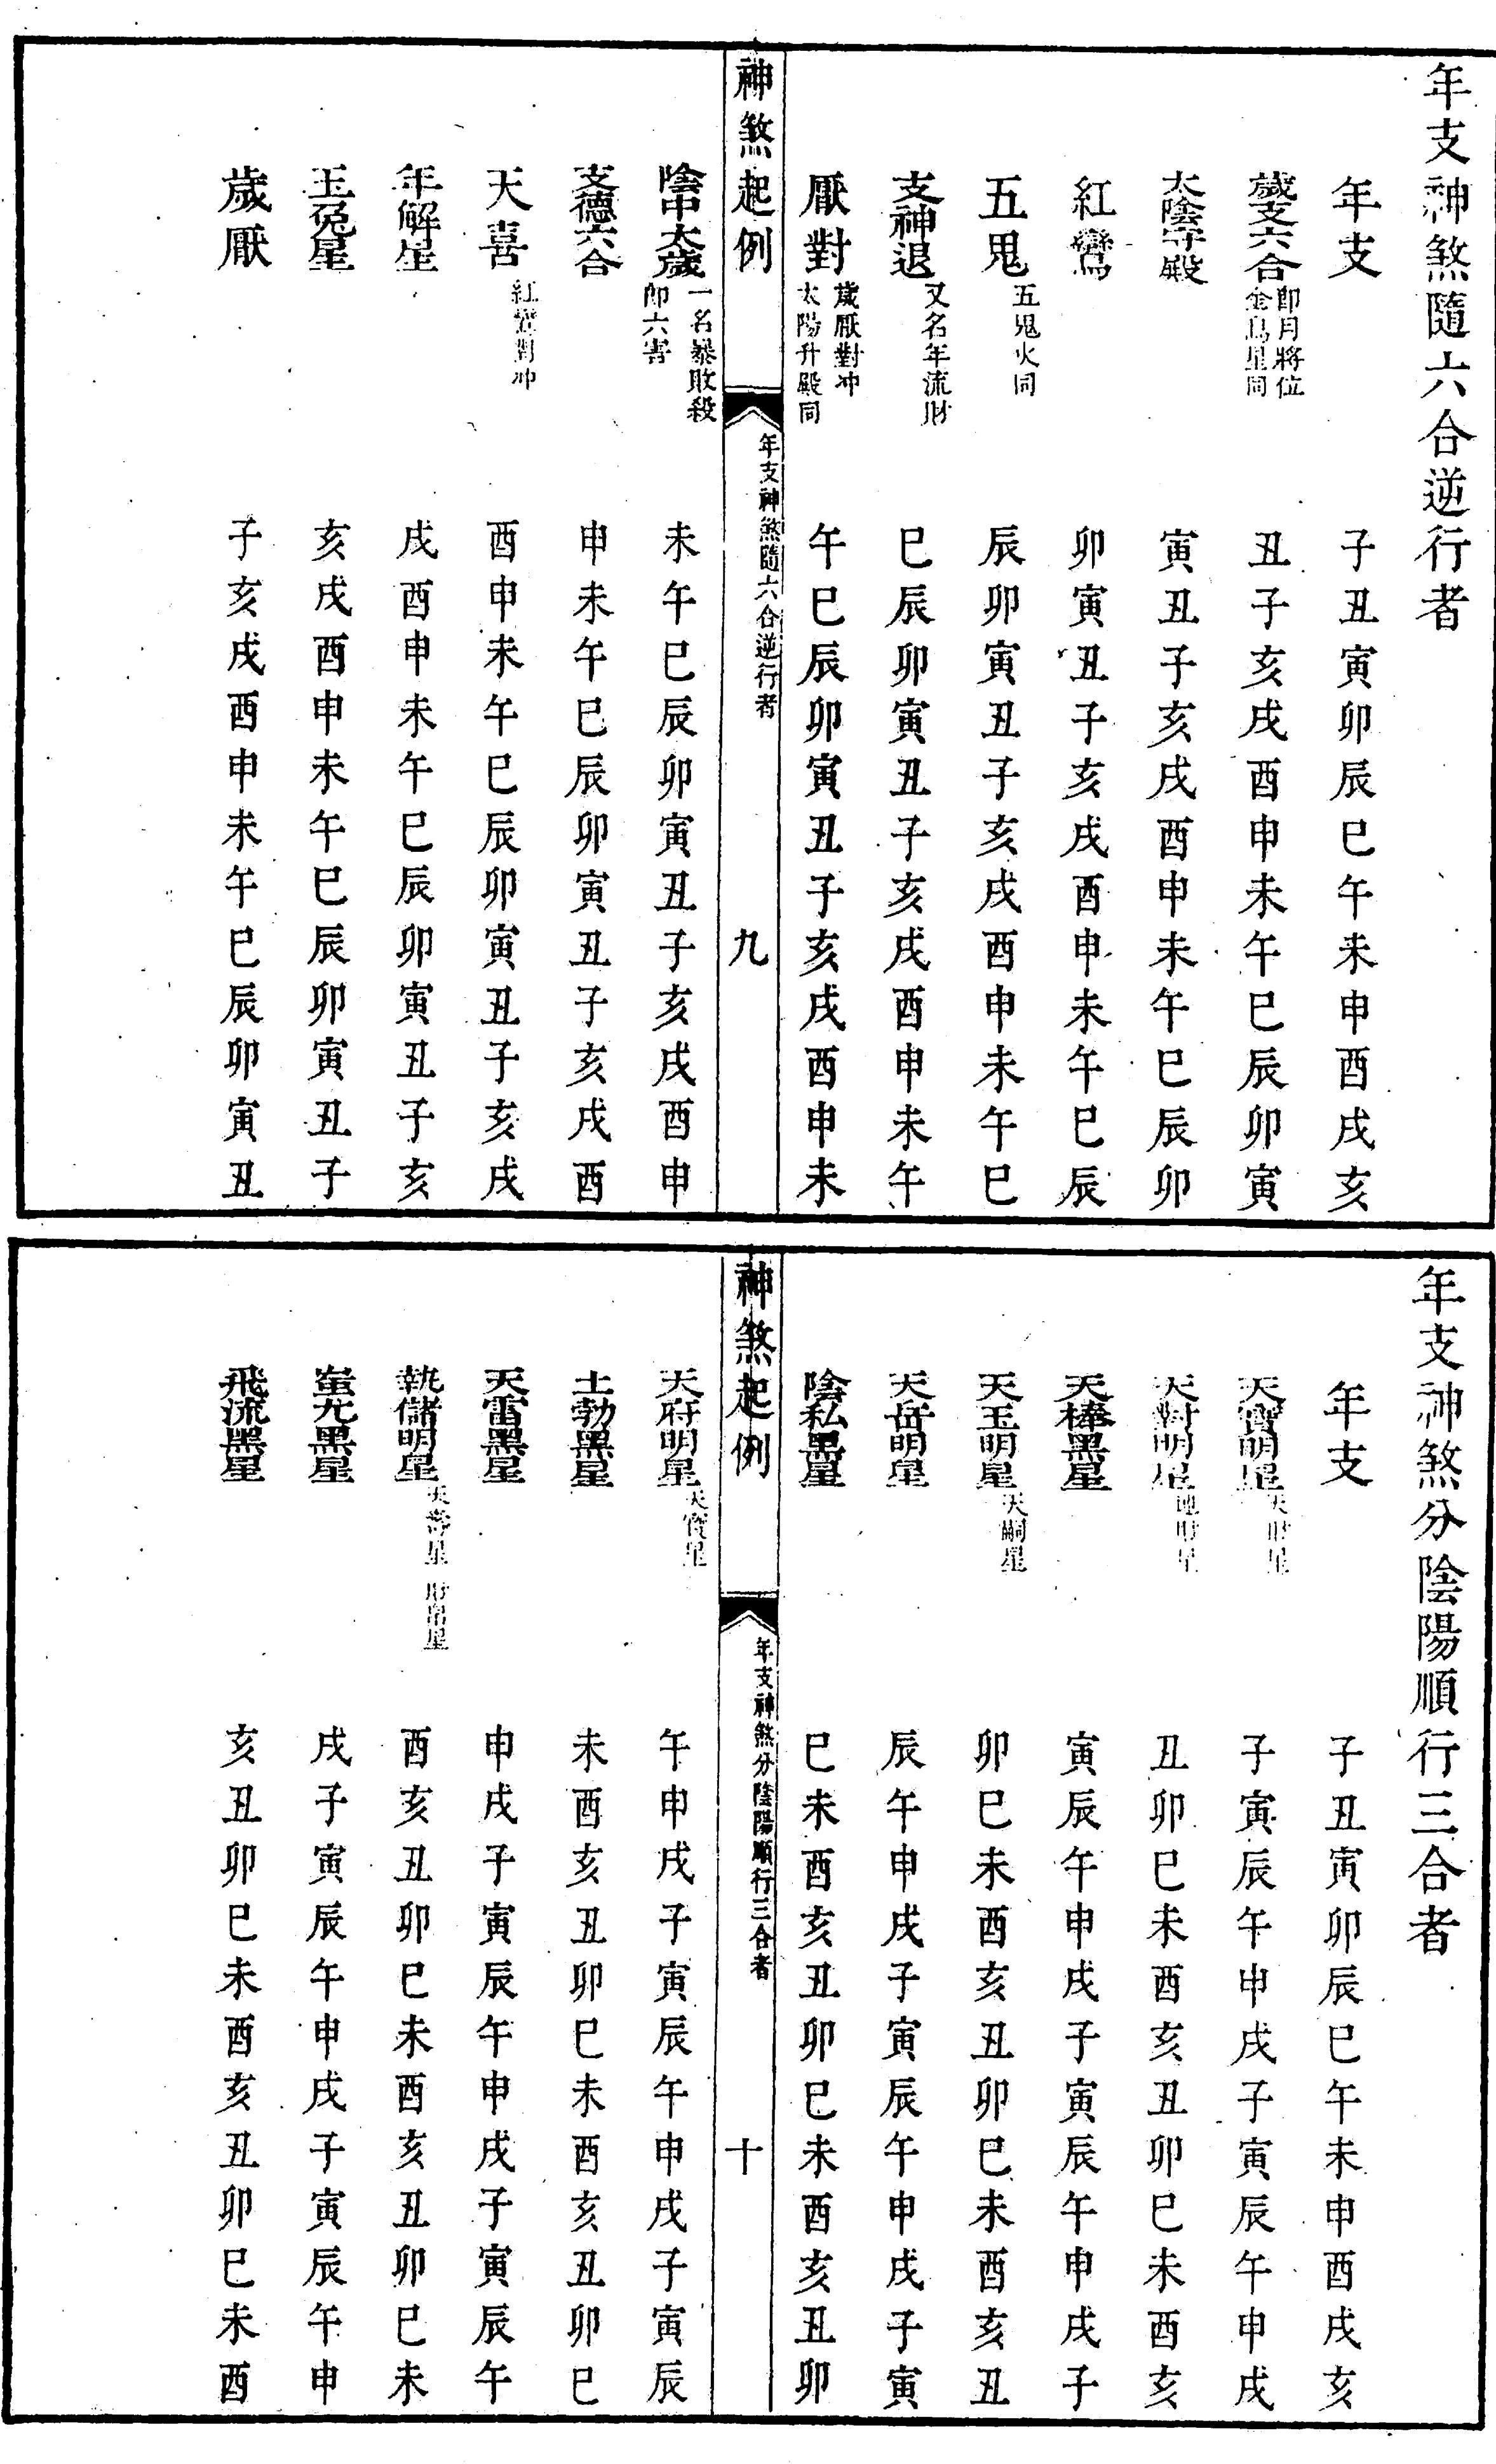 年支神煞隨六合逆行者
年支 子丑寅卯辰巳午未申酉戌亥
歲支六合 卽月將位 金烏星同 丑子亥戌酉申未午巳辰卯寅
太陰守殿 寅丑子亥戌酉申未午巳辰卯
紅鸞 卯寅丑子亥戌酉申未午巳辰
五鬼 五鬼火同 辰卯寅丑子亥戌酉申未午巳
支神退 又名年流財 巳辰卯寅丑子亥戌酉申未午
厭對 歲厭對冲 太陽升殿同 午巳辰卯寅丑子亥戌酉申未
神煞起例 年支神煞隨六合逆行者 九
陰中太歲 一名暴敗殺 卽六害 未午巳辰卯寅丑子亥戌酉申
支德六合 申未午巳辰卯寅丑子亥戌酉
天喜 紅鸞對冲 酉申未午巳辰卯寅丑子亥戌
年解星 戌酉申未午巳辰卯寅丑子亥
玉兔星 亥戌酉申未午巳辰卯寅丑子
歲厭 子亥戌酉申未午巳辰卯寅丑
年支神煞分陰陽順行三合者
年支 子丑寅卯辰巳午未申酉戌亥
天寶明星 天財星 子寅辰午申戌子寅辰午申戌
天對明星 地財星 丑卯巳未酉亥丑卯巳未酉亥
天棒黑星 寅辰午申戌子寅辰午申戌子
天玉明星 天嗣星 卯巳未酉亥丑卯巳未酉亥丑
天岳明星 辰午申戌子寅辰午申戌子寅
陰私黑星 巳未酉亥丑卯巳未酉亥丑卯
神煞起例 年支神煞分陰陽順行三合者 十
天府明星 天寶星 午申戌子寅辰午申戌子寅辰
土勃黑星 未酉亥丑卯巳未酉亥丑卯巳
天雷黑星 申戌子寅辰午申戌子寅辰午
執儲明星 天壽星 財帛星 酉亥丑卯巳未酉亥丑卯巳未
蚩尤黑星 戌子寅辰午申戌子寅辰午申
飛流黑星 亥丑卯巳未酉亥丑卯巳未酉